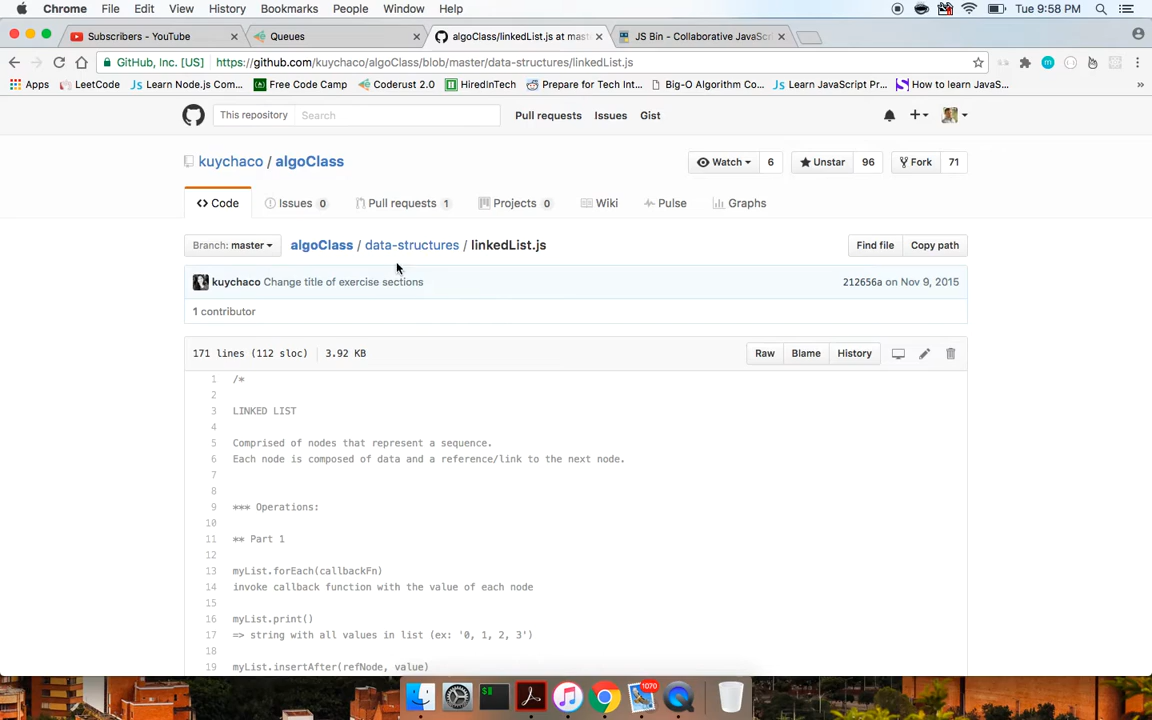 Chrome File Edit View History Bookmarks People Window Help Tue 9:58 PM
Subscribers - YouTube Queues algoClass/linkedList.js at mast JS Bin - Collaborative JavaScri
GitHub, Inc. [US] https://github.com/kuychaco/algoClass/blob/master/data-structures/linkedList.js
Apps LeetCode Learn Node.js Com... Free Code Camp Coderust 2.0 HiredInTech Prepare for Tech Int... Big-O Algorithm Co... Learn JavaScript Pr... How to learn JavaS... »
This repository Search Pull requests Issues Gist
kuychaco / algoClass Watch 6 Unstar 96 Fork 71
<> Code Issues 0 Pull requests 1 Projects 0 Wiki Pulse Graphs
Branch: master algoClass / data-structures / linkedList.js Find file Copy path
kuychaco Change title of exercise sections 212656a on Nov 9, 2015
1 contributor
171 lines (112 sloc) 3.92 KB Raw Blame History
1 /*
2
3 LINKED LIST
4
5 Comprised of nodes that represent a sequence.
6 Each node is composed of data and a reference/link to the next node.
7
8
9 *** Operations:
10
11 ** Part 1
12
13 myList.forEach(callbackFn)
14 invoke callback function with the value of each node
15
16 myList.print()
17 => string with all values in list (ex: '0, 1, 2, 3')
18
19 myList.insertAfter(refNode, value)
1070